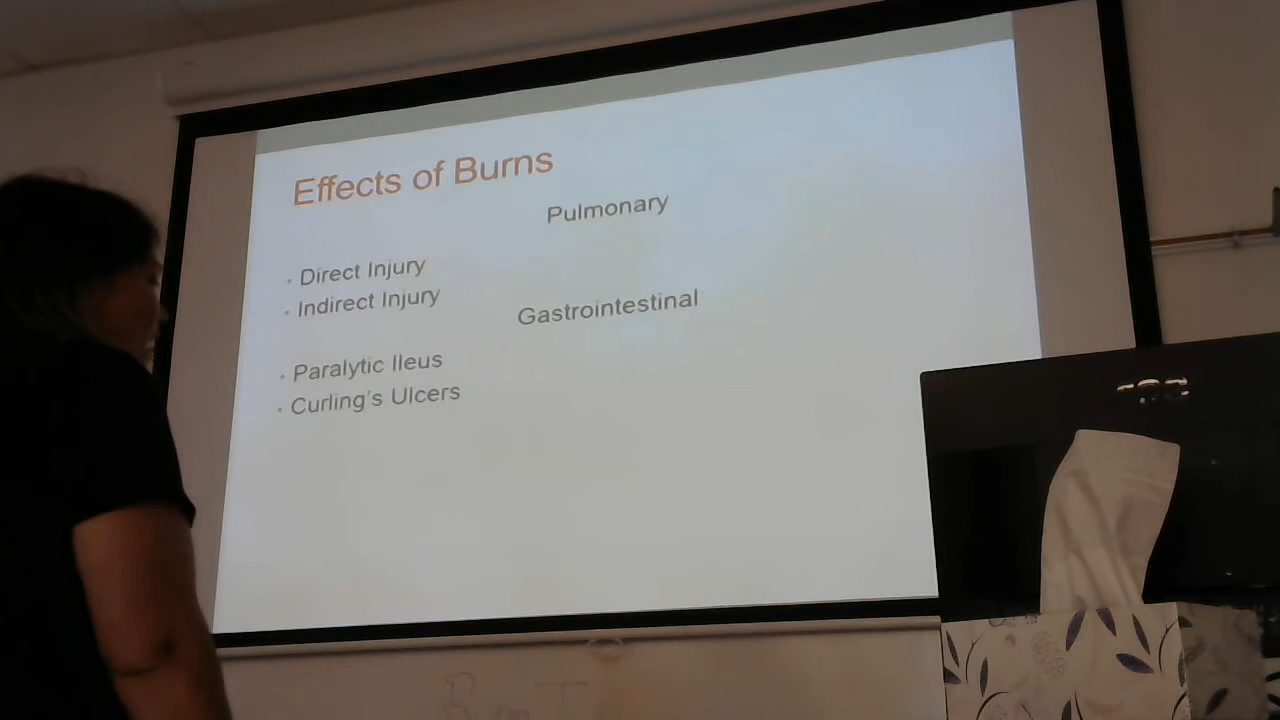 Effects of Burns
Pulmonary
• Direct Injury
• Indirect Injury
Gastrointestinal
• Paralytic Ileus
• Curling's Ulcers